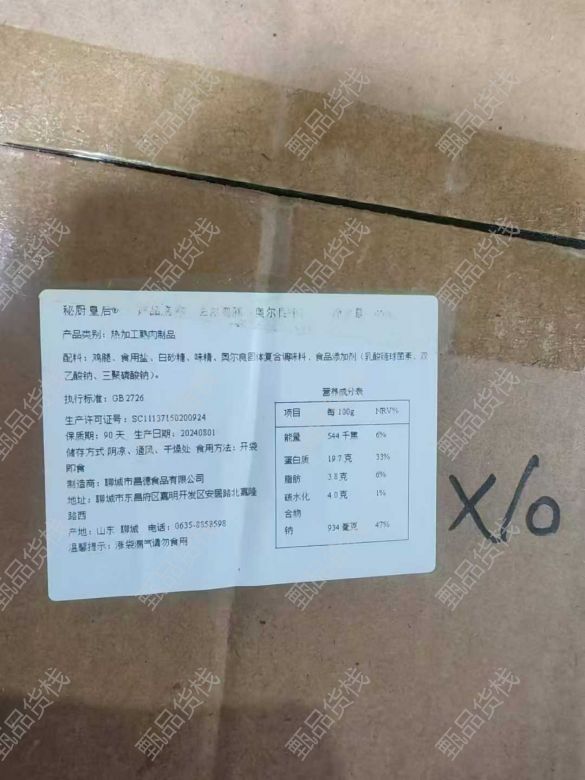 秘厨皇后®
奥尔良
产品类别：热加工熟肉制品
配料：鸡腿、食用盐、白砂糖、味精、奥尔良固体复合调味料、食品添加剂（乳酸链球菌素、双
乙酸钠、三聚磷酸钠）。
执行标准：GB 2726
生产许可证号：SC11137150200924
保质期：90 天 生产日期：20240801
储存方式 阴凉、通风、干燥处 食用方法：开袋
即食
制造商：聊城市昌德食品有限公司
地址：聊城市东昌府区嘉明开发区安居路北嘉隆
路西
产地：山东 聊城 电话：0635-8858598
温馨提示：涨袋漏气请勿食用
营养成分表
项目 每 100g NRV%
能量 544 千焦 6%
蛋白质 19.7 克 33%
脂肪 3.8 克 6%
碳水化 4.0 克 1%
合物
钠 934 毫克 47%
X/0
甄品货栈